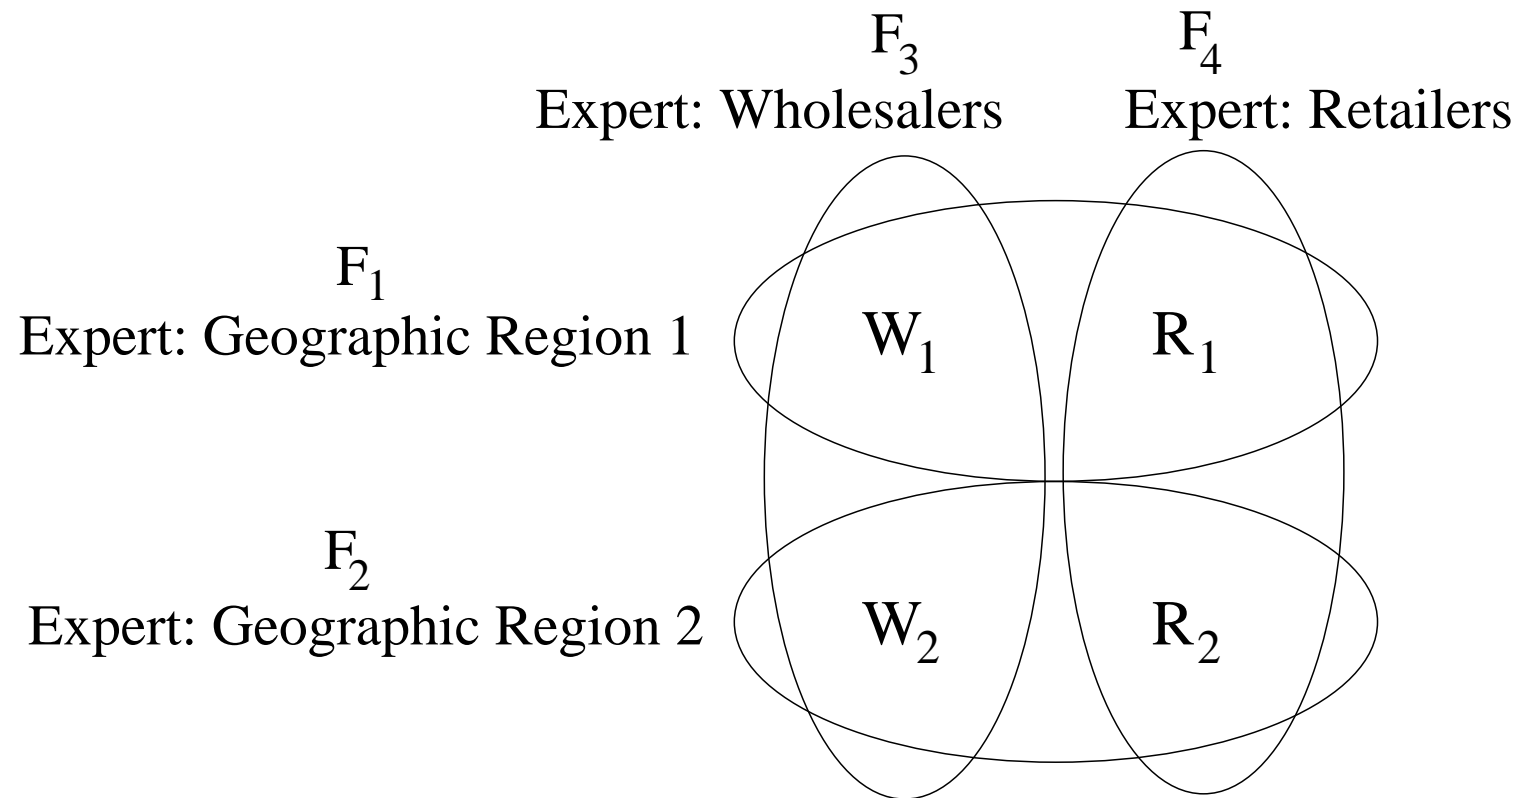 F3 F4
Expert: Wholesalers Expert: Retailers
F1
Expert: Geographic Region 1
W1 R1
F2
Expert: Geographic Region 2
W2 R2